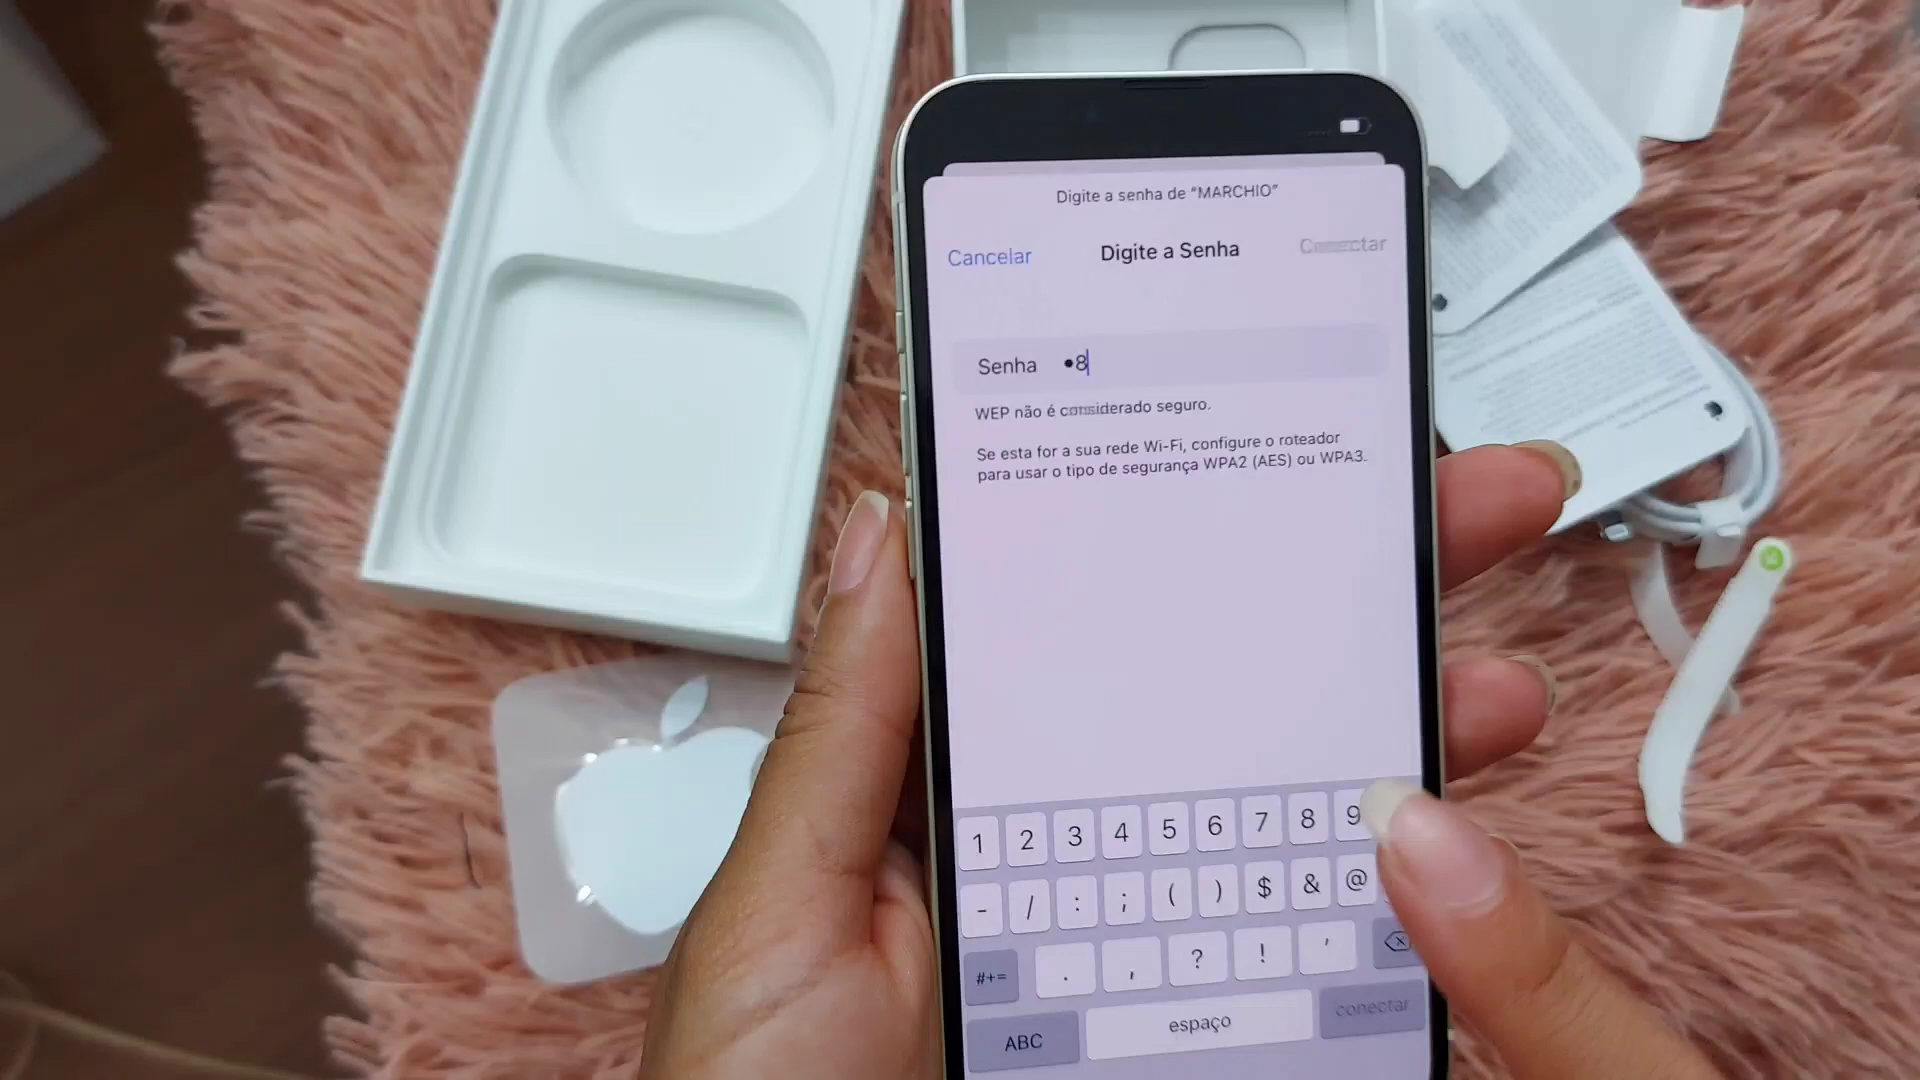 Digite a senha de “MARCHIO”
Cancelar
Digite a Senha
Conectar
Senha
•8
WEP não é considerado seguro.
Se esta for a sua rede Wi-Fi, configure o roteador
para usar o tipo de segurança WPA2 (AES) ou WPA3.
1 2 3 4 5 6 7 8 9
- / : ; ( ) $ & @
#+= . , ? ! ’
ABC espaço conectar